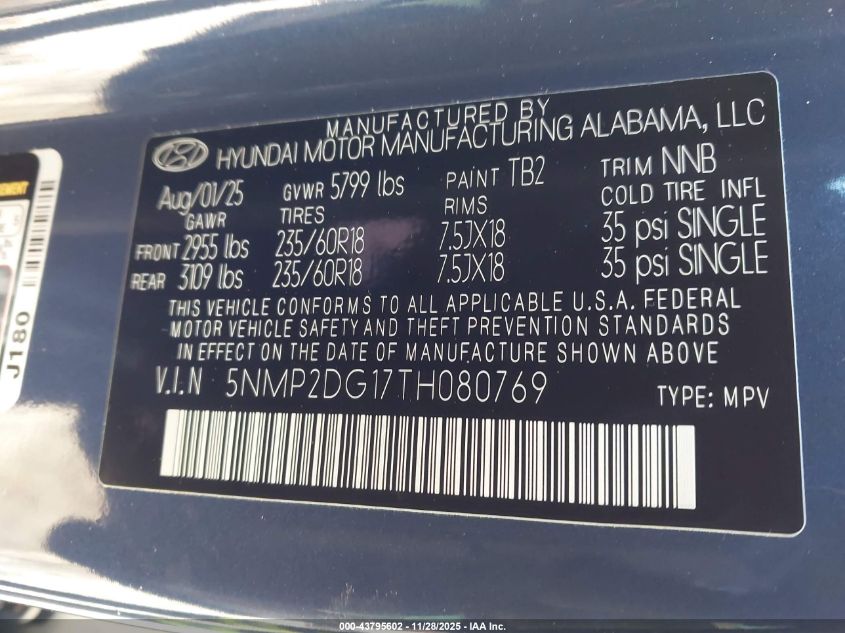 MANUFACTURED BY
HYUNDAI MOTOR MANUFACTURING ALABAMA, LLC
Aug/01/25 GVWR 5799 lbs PAINT TB2 TRIM NNB
GAWR TIRES RIMS COLD TIRE INFL
FRONT 2955 lbs 235/60R18 7.5JX18 35 psi SINGLE
REAR 3109 lbs 235/60R18 7.5JX18 35 psi SINGLE
THIS VEHICLE CONFORMS TO ALL APPLICABLE U.S.A. FEDERAL
MOTOR VEHICLE SAFETY AND THEFT PREVENTION STANDARDS
IN EFFECT ON THE DATE OF MANUFACTURE SHOWN ABOVE
V.I.N 5NMP2DG17TH080769 TYPE: MPV
J180
000-43795602 - 11/28/2025 - IAA Inc.